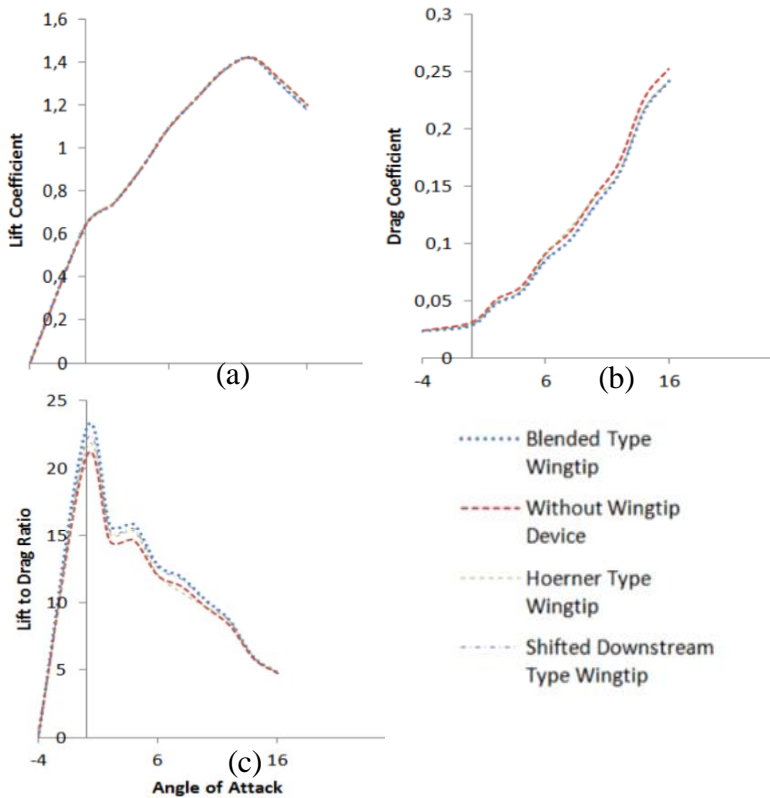 1,6
1,4
1,2
1
0,8
0,6
0,4
0,2
0
Lift Coefficient
(a)
0,3
0,25
0,2
0,15
0,1
0,05
0
Drag Coefficient
-4
6
16
(b)
25
20
15
10
5
0
Lift to Drag Ratio
-4
6
16
(c)
Angle of Attack
Blended Type
Wingtip
Without Wingtip
Device
Hoerner Type
Wingtip
Shifted Downstream
Type Wingtip